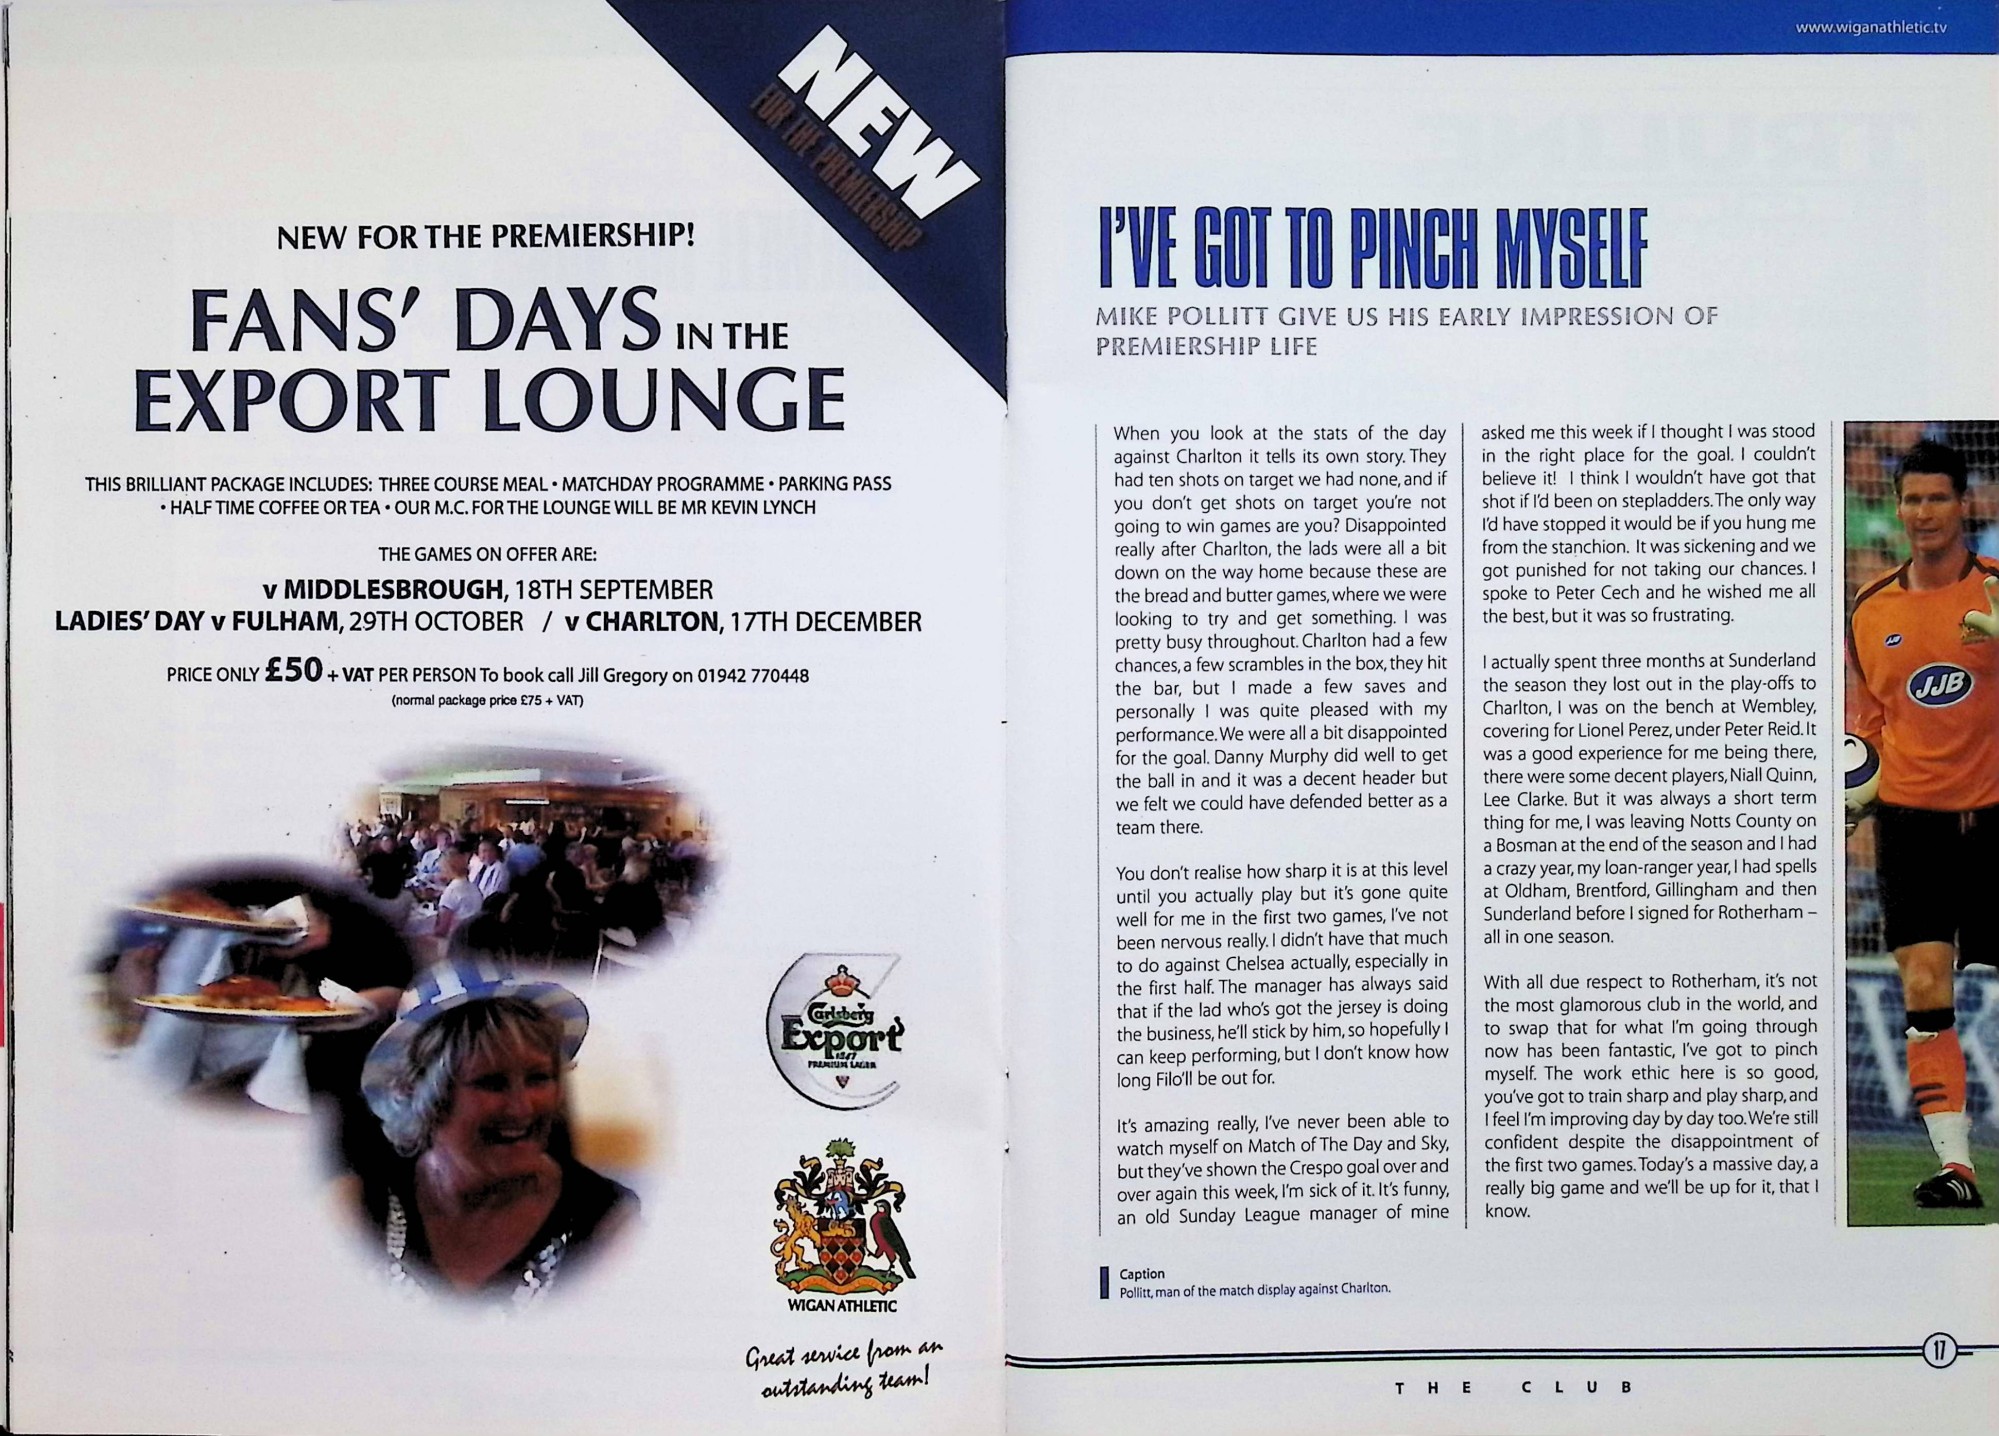 NEW
FOR THE PREMIERSHIP
NEW FOR THE PREMIERSHIP!
FANS' DAYS IN THE
EXPORT LOUNGE
THIS BRILLIANT PACKAGE INCLUDES: THREE COURSE MEAL • MATCHDAY PROGRAMME • PARKING PASS
• HALF TIME COFFEE OR TEA • OUR M.C. FOR THE LOUNGE WILL BE MR KEVIN LYNCH
THE GAMES ON OFFER ARE:
v MIDDLESBROUGH, 18TH SEPTEMBER
LADIES' DAY v FULHAM, 29TH OCTOBER / v CHARLTON, 17TH DECEMBER
PRICE ONLY £50 + VAT PER PERSON To book call Jill Gregory on 01942 770448
(normal package price £75 + VAT)
Carlsberg
Export
1847
PREMIUM LAGER
WIGAN ATHLETIC
Great service from an
outstanding team!
www.wiganathletic.tv
I'VE GOT TO PINCH MYSELF
MIKE POLLITT GIVE US HIS EARLY IMPRESSION OF
PREMIERSHIP LIFE
When you look at the stats of the day
against Charlton it tells its own story. They
had ten shots on target we had none, and if
you don't get shots on target you're not
going to win games are you? Disappointed
really after Charlton, the lads were all a bit
down on the way home because these are
the bread and butter games, where we were
looking to try and get something. I was
pretty busy throughout. Charlton had a few
chances, a few scrambles in the box, they hit
the bar, but I made a few saves and
personally I was quite pleased with my
performance. We were all a bit disappointed
for the goal. Danny Murphy did well to get
the ball in and it was a decent header but
we felt we could have defended better as a
team there.
You don't realise how sharp it is at this level
until you actually play but it's gone quite
well for me in the first two games, I've not
been nervous really. I didn't have that much
to do against Chelsea actually, especially in
the first half. The manager has always said
that if the lad who's got the jersey is doing
the business, he'll stick by him, so hopefully I
can keep performing, but I don't know how
long Filo'll be out for.
It's amazing really, I've never been able to
watch myself on Match of The Day and Sky,
but they've shown the Crespo goal over and
over again this week, I'm sick of it. It's funny,
an old Sunday League manager of mine
asked me this week if I thought I was stood
in the right place for the goal. I couldn't
believe it! I think I wouldn't have got that
shot if I'd been on stepladders. The only way
I'd have stopped it would be if you hung me
from the stanchion. It was sickening and we
got punished for not taking our chances. I
spoke to Peter Cech and he wished me all
the best, but it was so frustrating.
I actually spent three months at Sunderland
the season they lost out in the play-offs to
Charlton, I was on the bench at Wembley,
covering for Lionel Perez, under Peter Reid. It
was a good experience for me being there,
there were some decent players, Niall Quinn,
Lee Clarke. But it was always a short term
thing for me, I was leaving Notts County on
a Bosman at the end of the season and I had
a crazy year, my loan-ranger year, I had spells
at Oldham, Brentford, Gillingham and then
Sunderland before I signed for Rotherham –
all in one season.
With all due respect to Rotherham, it's not
the most glamorous club in the world, and
to swap that for what I'm going through
now has been fantastic, I've got to pinch
myself. The work ethic here is so good,
you've got to train sharp and play sharp, and
I feel I'm improving day by day too. We're still
confident despite the disappointment of
the first two games. Today's a massive day, a
really big game and we'll be up for it, that I
know.
JJB
JJB
Caption
Pollitt, man of the match display against Charlton.
17
THE CLUB